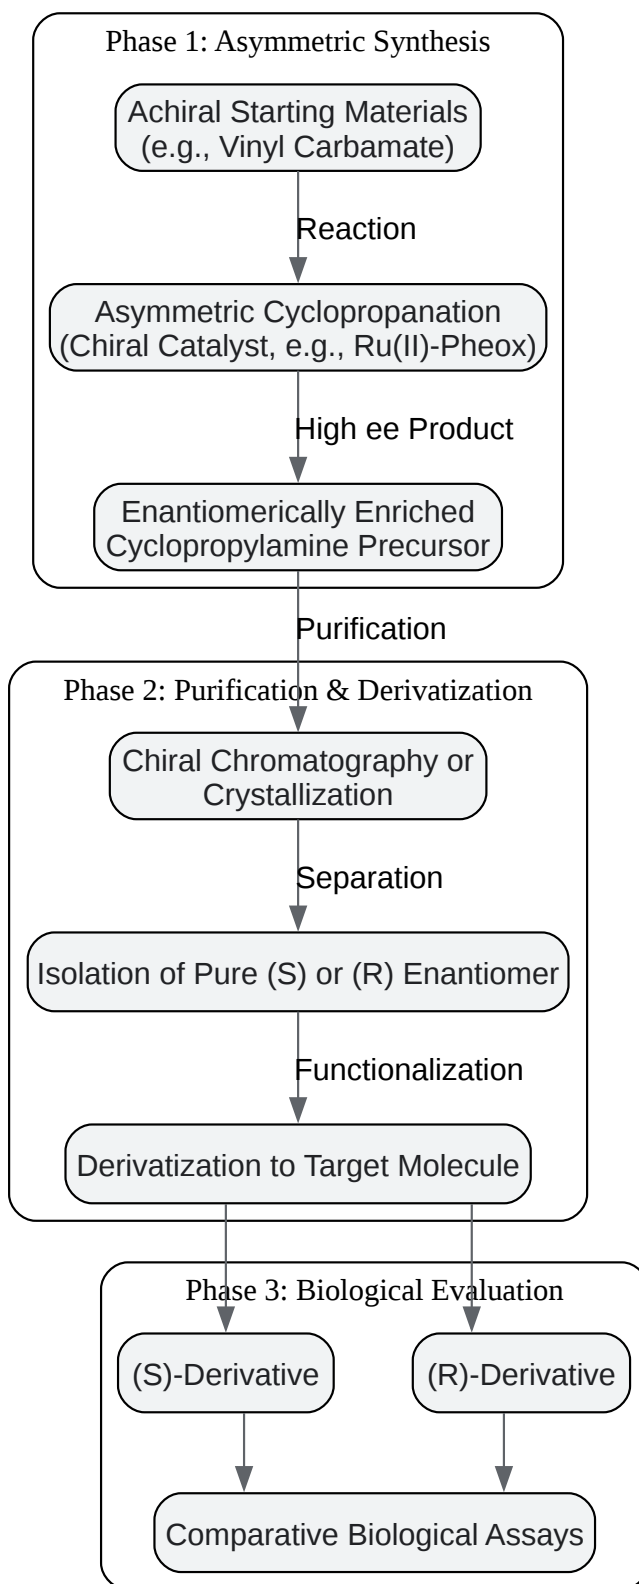 Phase 1: Asymmetric Synthesis
Achiral Starting Materials
(e.g., Vinyl Carbamate)
Reaction
Asymmetric Cyclopropanation
(Chiral Catalyst, e.g., Ru(II)-Pheox)
High ee Product
Enantiomerically Enriched
Cyclopropylamine Precursor
Purification
Phase 2: Purification & Derivatization
Chiral Chromatography or
Crystallization
Separation
Isolation of Pure (S) or (R) Enantiomer
Functionalization
Derivatization to Target Molecule
Phase 3: Biological Evaluation
(S)-Derivative
(R)-Derivative
Comparative Biological Assays